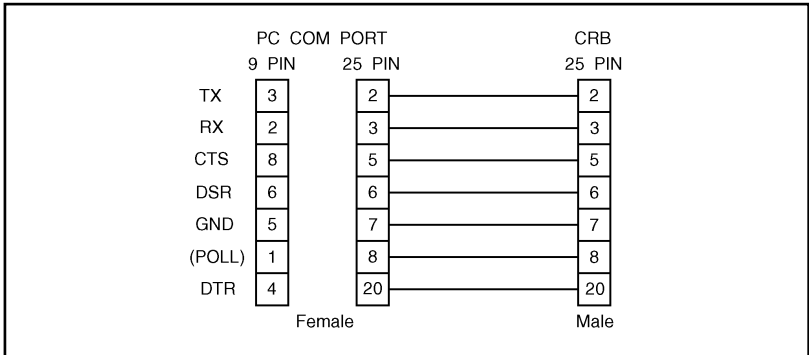 PC COM PORT CRB
9 PIN 25 PIN 25 PIN
TX 3 2 2
RX 2 3 3
CTS 8 5 5
DSR 6 6 6
GND 5 7 7
(POLL) 1 8 8
DTR 4 20 20
Female Male